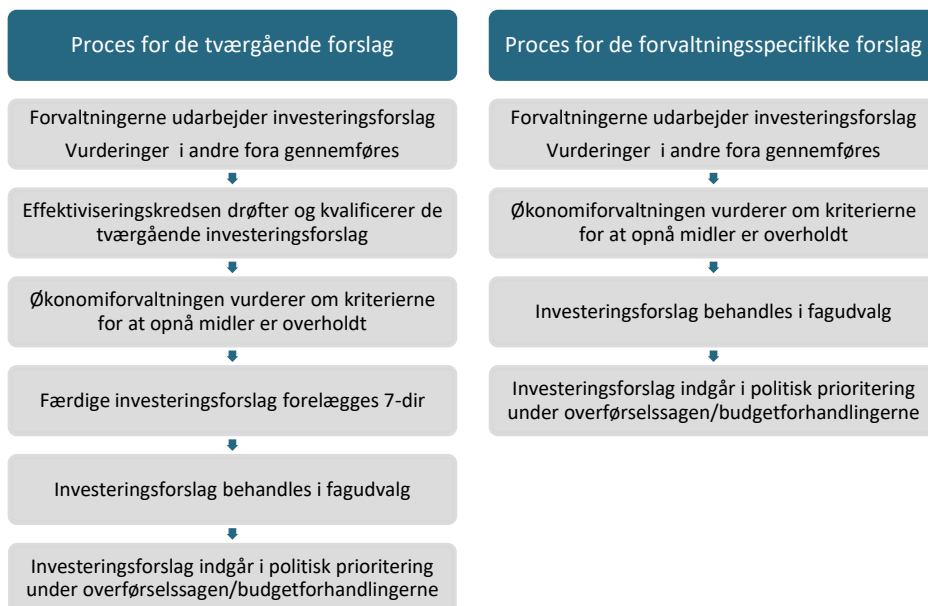 Proces for de tværgående forslag
Forvaltningerne udarbejder investeringsforslag
Vurderinger i andre fora gennemføres
Effektiviseringskredsen drøfter og kvalificerer de
tværgående investeringsforslag
Økonomiforvaltningen vurderer om kriterierne
for at opnå midler er overholdt
Færdige investeringsforslag forelægges 7-dir
Investeringsforslag behandles i fagudvalg
Investeringsforslag indgår i politisk prioritering
under overførselssagen/budgetforhandlingerne
Proces for de forvaltningsspecifikke forslag
Forvaltningerne udarbejder investeringsforslag
Vurderinger i andre fora gennemføres
Økonomiforvaltningen vurderer om kriterierne
for at opnå midler er overholdt
Investeringsforslag behandles i fagudvalg
Investeringsforslag indgår i politisk prioritering
under overførselssagen/budgetforhandlingerne